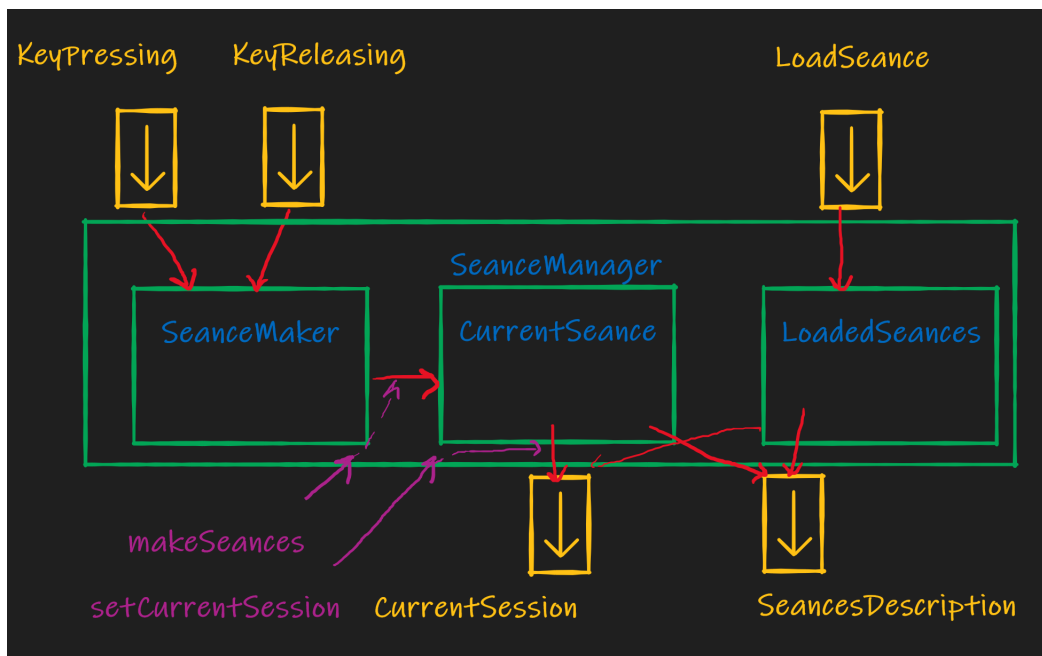 KeyPressing
KeyReleasing
LoadSeance
SeanceManager
SeanceMaker
CurrentSeance
LoadedSeances
makeSeances
setCurrentSession
CurrentSession
SeancesDescription